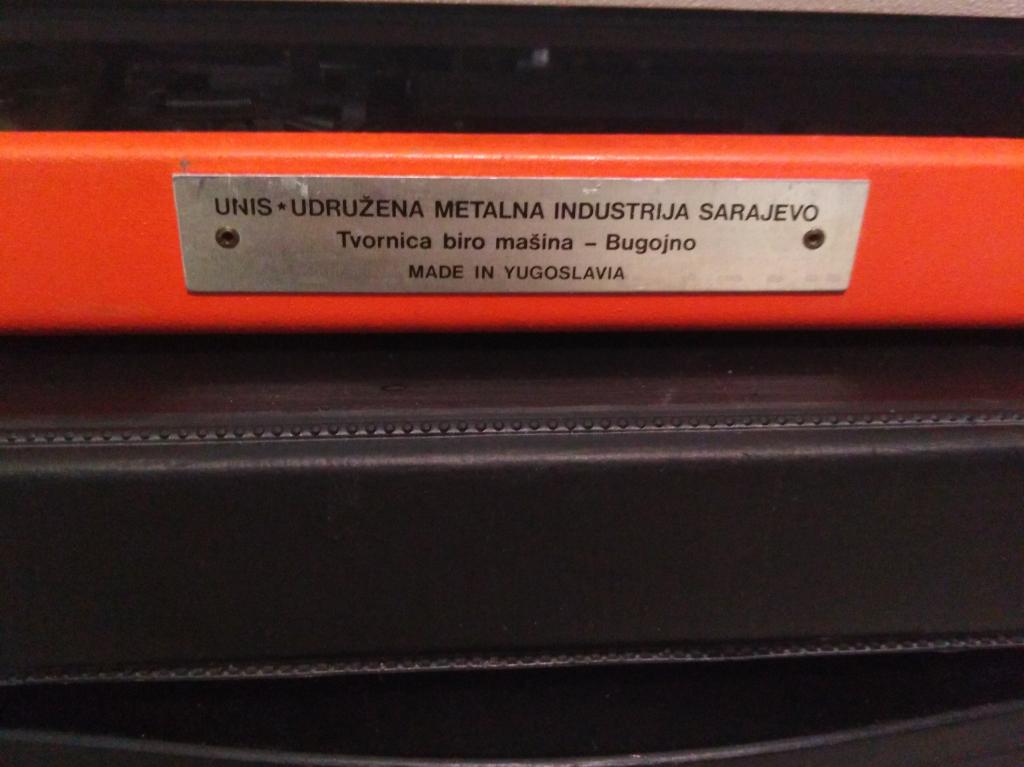 UNIS * UDRUŽENA METALNA INDUSTRIJA SARAJEVO
Tvornica biro mašina – Bugojno
MADE IN YUGOSLAVIA